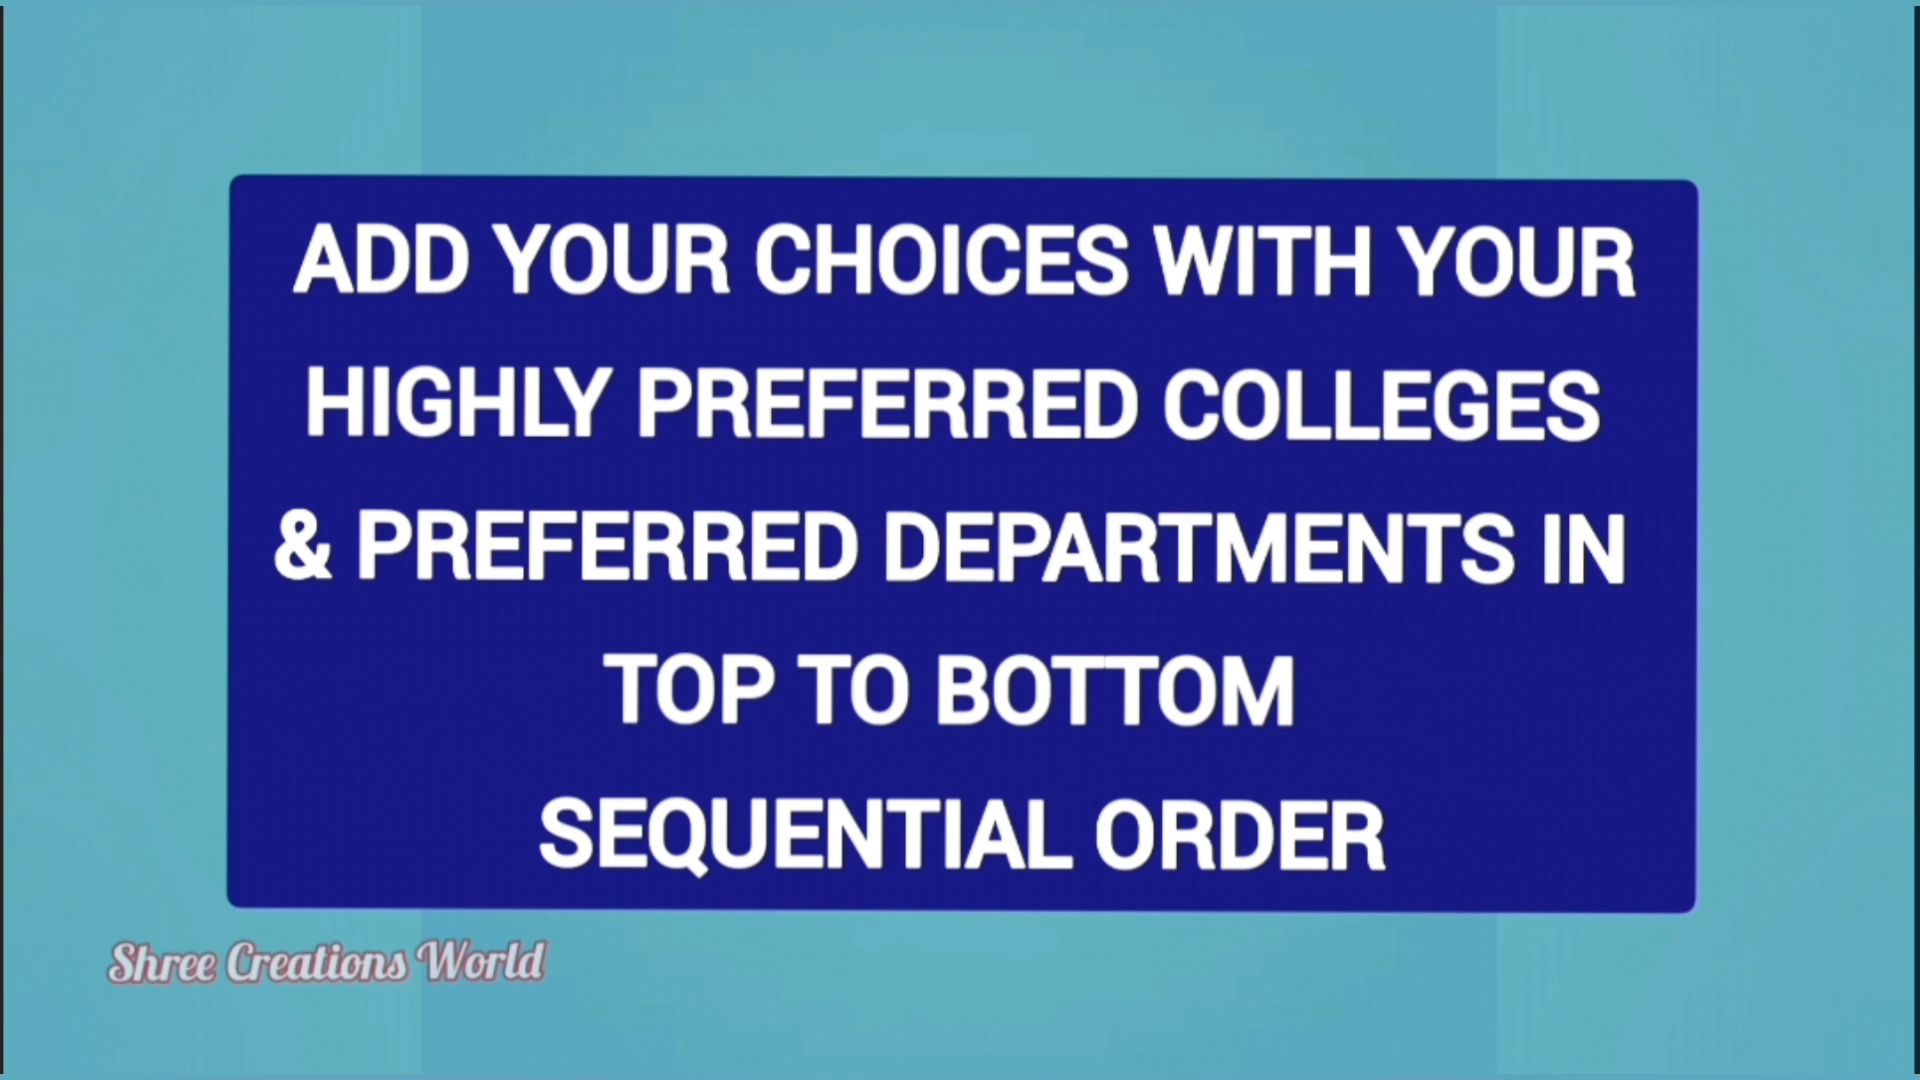 ADD YOUR CHOICES WITH YOUR
HIGHLY PREFERRED COLLEGES
& PREFERRED DEPARTMENTS IN
TOP TO BOTTOM
SEQUENTIAL ORDER
Shree Creations World